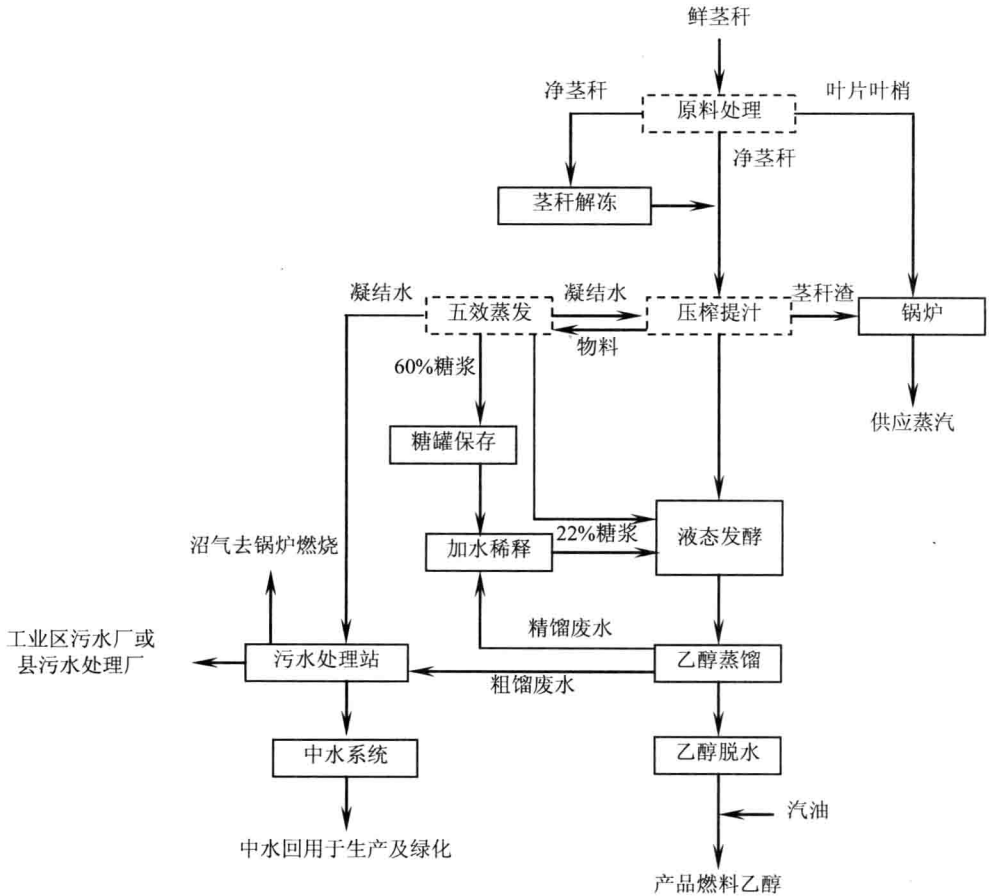 鲜茎秆
净茎秆
原料处理
叶片叶梢
净茎秆
茎秆解冻
凝结水
五效蒸发
凝结水
压榨提汁
茎秆渣
锅炉
物料
60%糖浆
供应蒸汽
糖罐保存
沼气去锅炉燃烧
加水稀释
22%糖浆
液态发酵
工业区污水厂或
县污水处理厂
污水处理站
精馏废水
乙醇蒸馏
粗馏废水
中水系统
乙醇脱水
汽油
中水回用于生产及绿化
产品燃料乙醇